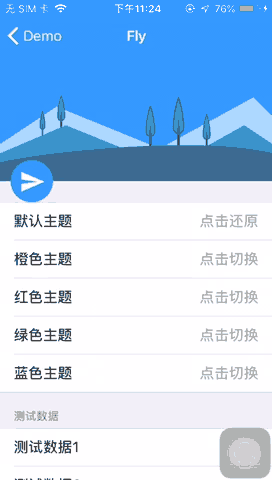 无 SIM 卡 下午11:24 76%
Demo Fly
默认主题 点击还原
橙色主题 点击切换
红色主题 点击切换
绿色主题 点击切换
蓝色主题 点击切换
测试数据
测试数据1